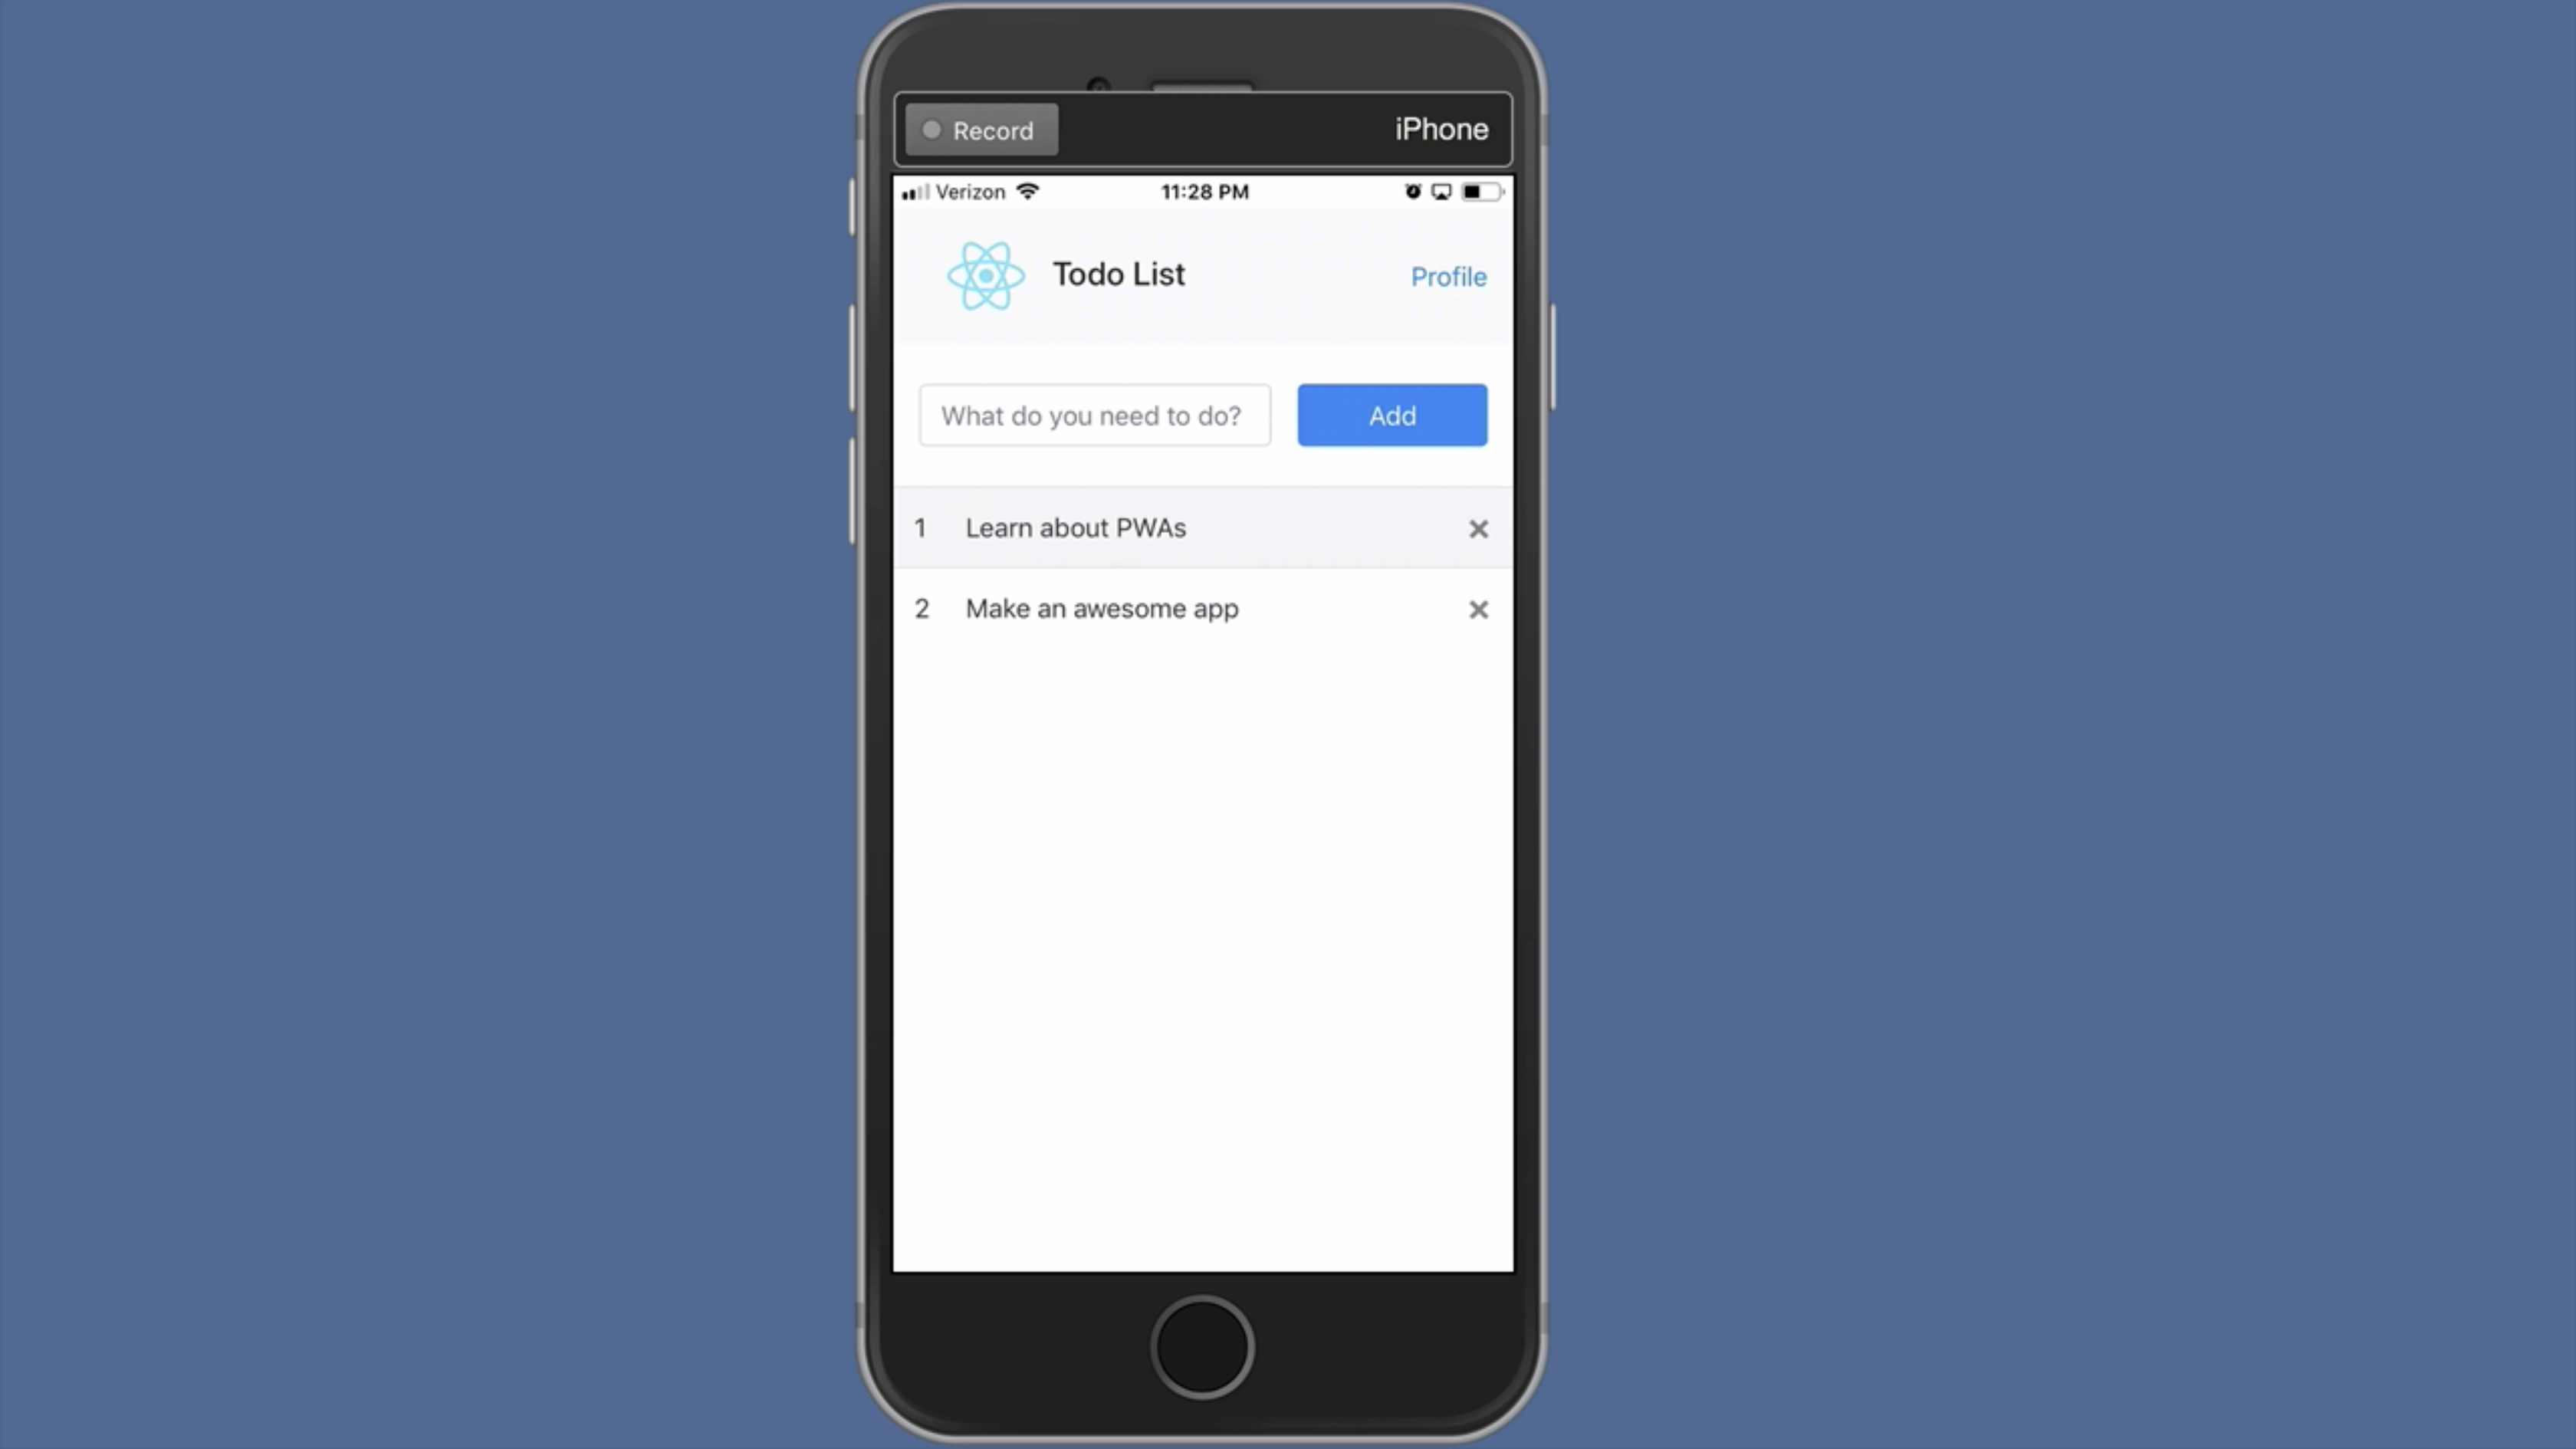 Record
iPhone
Verizon 11:28 PM
Todo List
Profile
What do you need to do?
Add
1 Learn about PWAs ×
2 Make an awesome app ×